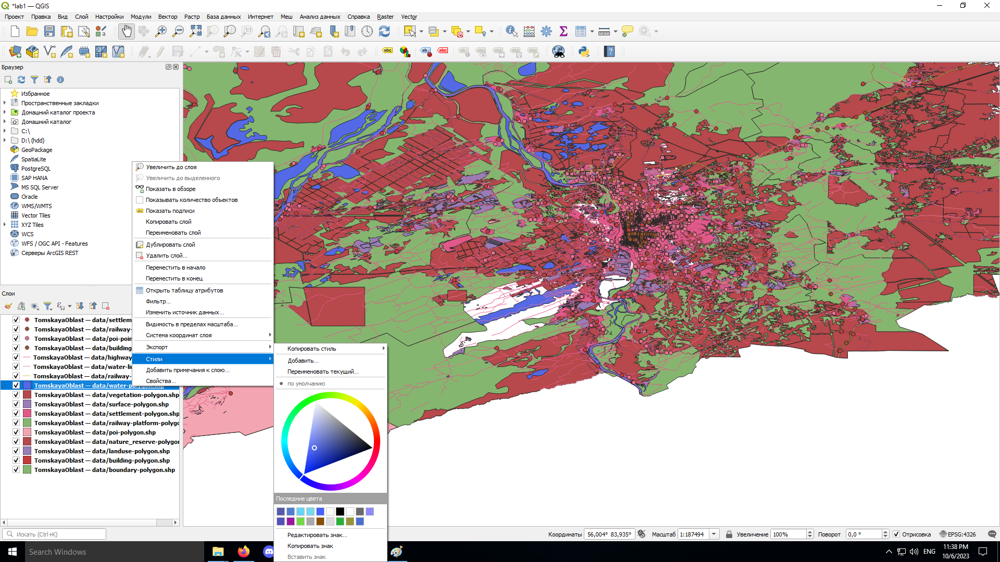 *lab1 — QGIS
Проект Правка Вид Слой Настройки Модули Вектор Растр База данных Интернет Меш Анализ данных Справка Raster Vector
Браузер
Избранное
Пространственные закладки
Домашний каталог проекта
Домашний каталог
C:\
D:\ (hdd)
GeoPackage
SpatiaLite
PostgreSQL
SAP HANA
MS SQL Server
Oracle
WMS/WMTS
Vector Tiles
XYZ Tiles
WCS
WFS / OGC API - Features
Серверы ArcGIS REST
Слои
TomskayaOblast — data/settlem
TomskayaOblast — data/railway-
TomskayaOblast — data/poi-poin
TomskayaOblast — data/building
TomskayaOblast — data/highway
TomskayaOblast — data/water-li
TomskayaOblast — data/railway-
TomskayaOblast — data/water-polygon.shp
TomskayaOblast — data/vegetation-polygon.shp
TomskayaOblast — data/surface-polygon.shp
TomskayaOblast — data/settlement-polygon.shp
TomskayaOblast — data/railway-platform-polygo
TomskayaOblast — data/poi-polygon.shp
TomskayaOblast — data/nature_reserve-polygon
TomskayaOblast — data/landuse-polygon.shp
TomskayaOblast — data/building-polygon.shp
TomskayaOblast — data/boundary-polygon.shp
Увеличить до слоя
Увеличить до выделенного
Показать в обзоре
Показывать количество объектов
Показать подписи
Копировать слой
Переименовать слой
Дублировать слой
Удалить слой...
Переместить в начало
Переместить в конец
Открыть таблицу атрибутов
Фильтр...
Изменить источник данных...
Видимость в пределах масштаба...
Система координат слоя
Экспорт
Стили
Добавить примечания к слою...
Свойства...
Копировать стиль
Добавить...
Переименовать текущий...
по умолчанию
Последние цвета
Редактировать знак...
Копировать знак
Вставить знак
Искать (Ctrl+K)
Координаты 56,004° 83,935° Масштаб 1:187494 Увеличение 100% Поворот 0,0 ° Отрисовка EPSG:4326
Search Windows
ENG
11:38 PM
10/6/2023